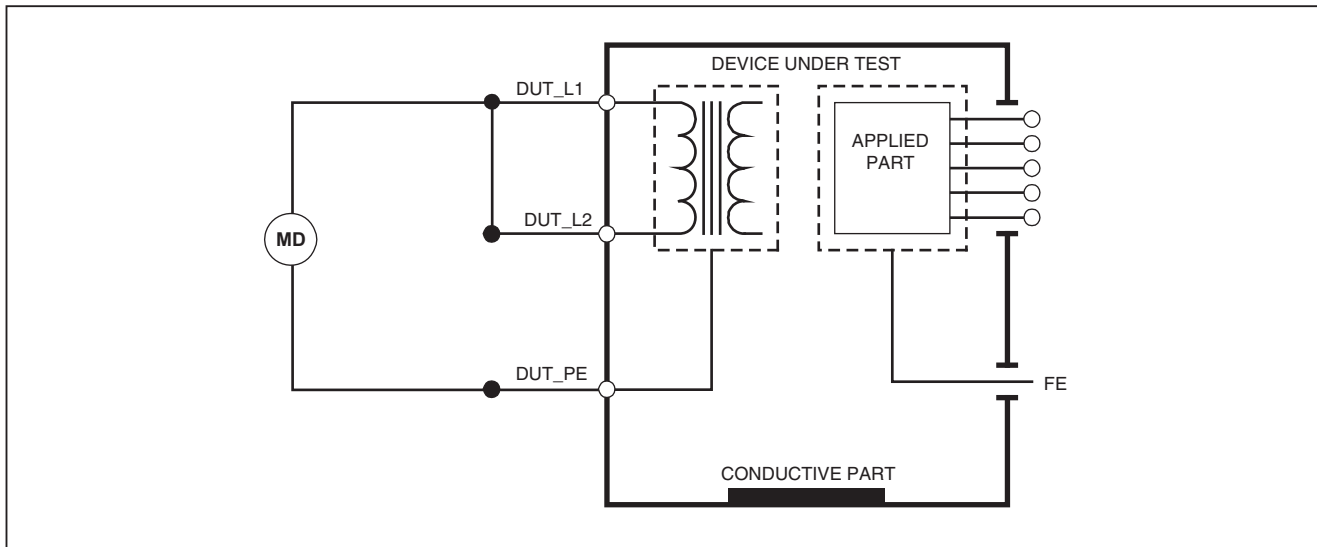 DEVICE UNDER TEST
DUT_L1
APPLIED
PART
DUT_L2
MD
DUT_PE
FE
CONDUCTIVE PART